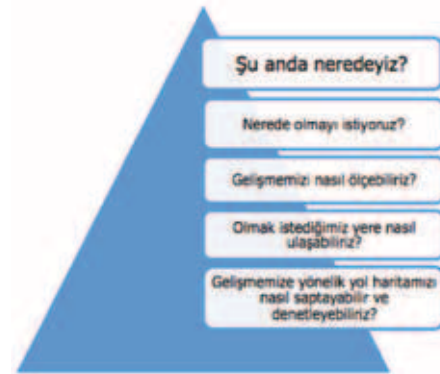 Şu anda neredeyiz?
Nerede olmayı istiyoruz?
Gelişmemizi nasıl ölçebiliriz?
Olmak istediğimiz yere nasıl
ulaşabiliriz?
Gelişmemize yönelik yol haritamızı
nasıl saptayabilir ve
denetleyebiliriz?